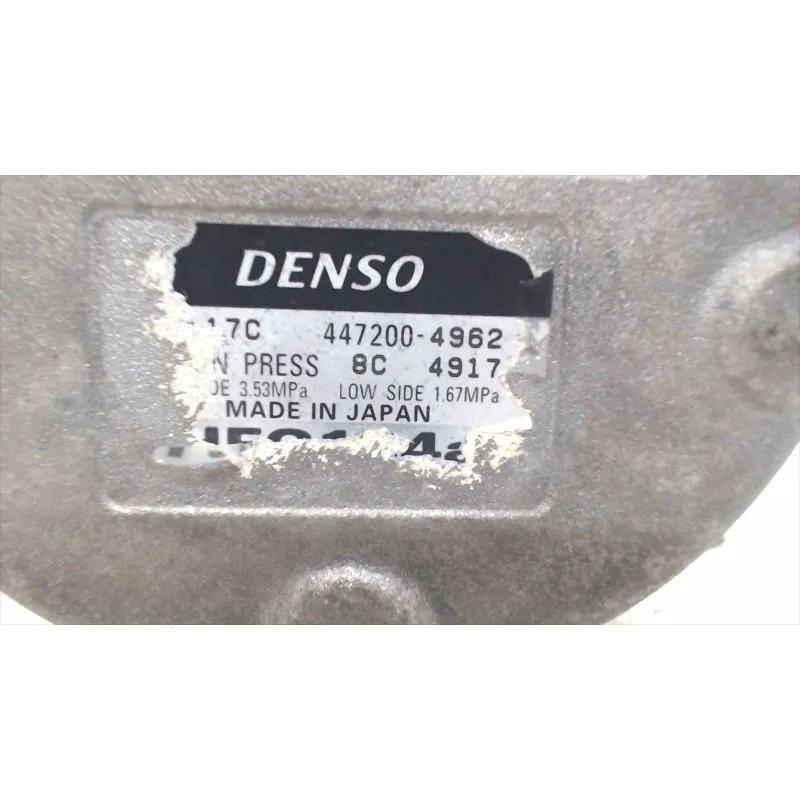 DENSO
17C 447200-4962
N PRESS 8C 4917
DE 3.53MPa LOW SIDE 1.67MPa
MADE IN JAPAN